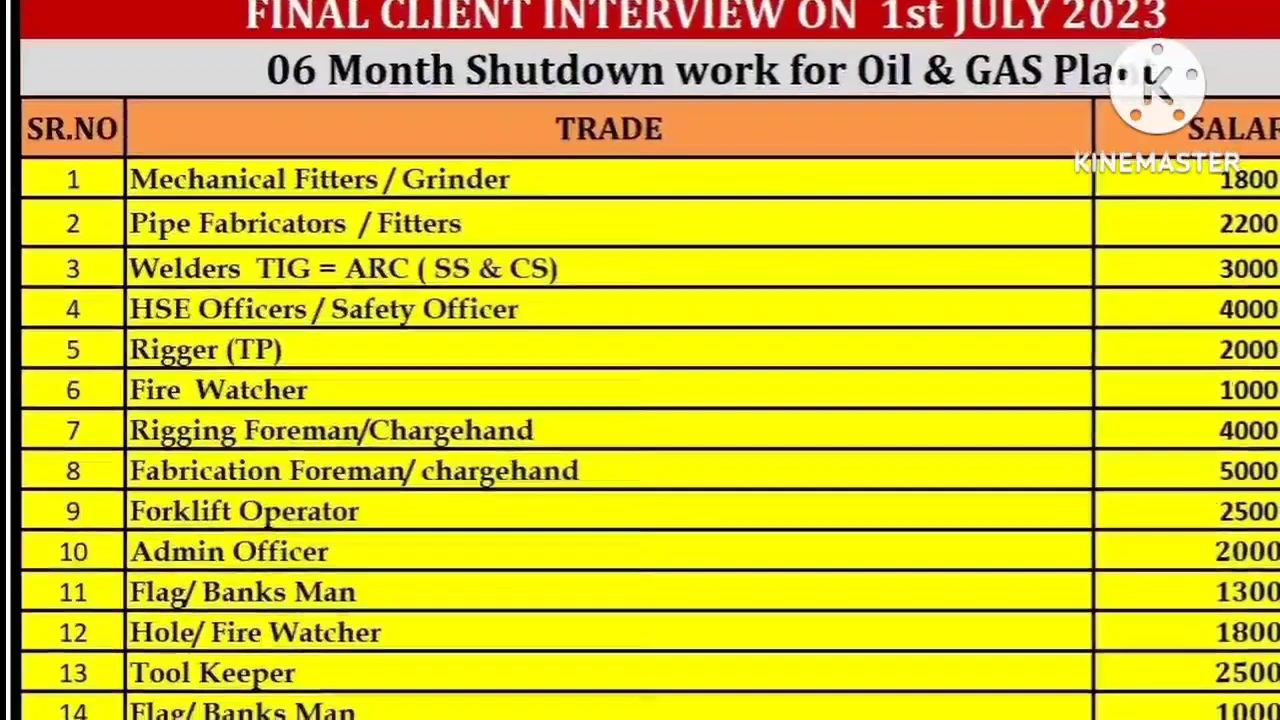 FINAL CLIENT INTERVIEW ON 1st JULY 2023
06 Month Shutdown work for Oil & GAS Plant
K
SR.NO TRADE SALAR
KINEMASTER
1 Mechanical Fitters / Grinder 1800
2 Pipe Fabricators / Fitters 2200
3 Welders TIG = ARC ( SS & CS) 3000
4 HSE Officers / Safety Officer 4000
5 Rigger (TP) 2000
6 Fire Watcher 1000
7 Rigging Foreman/Chargehand 4000
8 Fabrication Foreman/ chargehand 5000
9 Forklift Operator 2500
10 Admin Officer 2000
11 Flag/ Banks Man 1300
12 Hole/ Fire Watcher 1800
13 Tool Keeper 2500
14 Flag/ Banks Man 1000